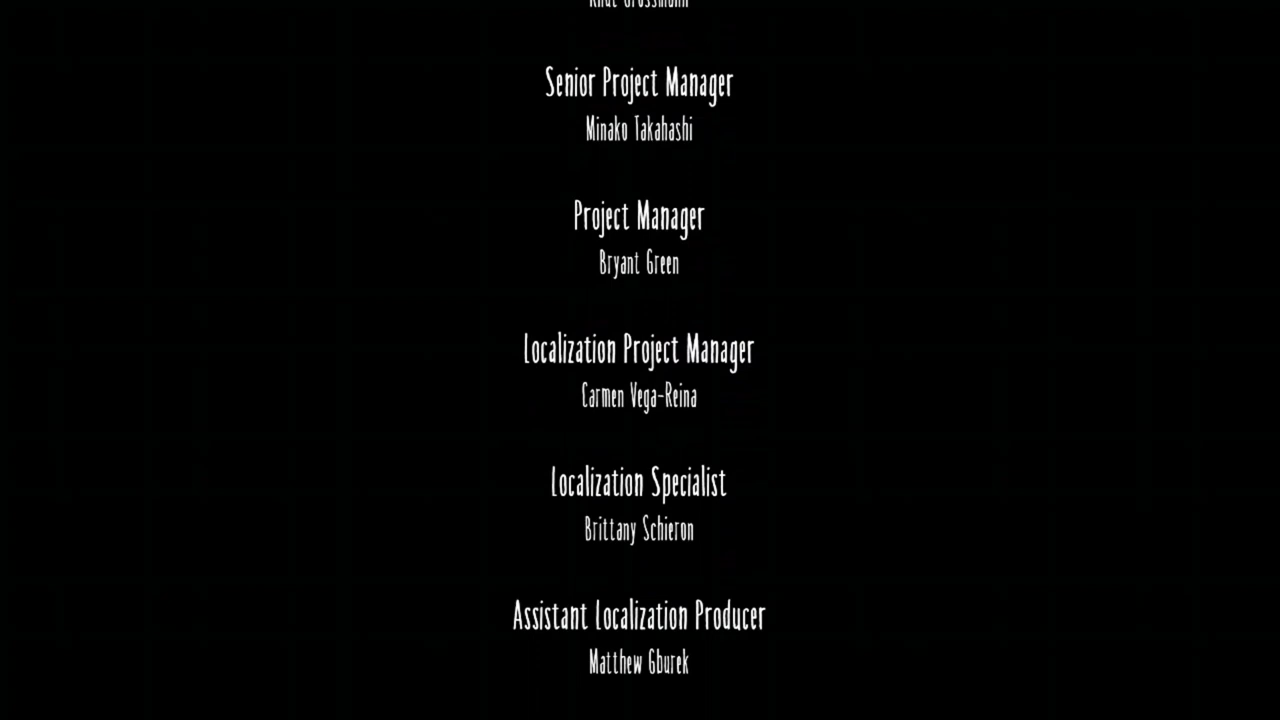 Senior Project Manager
Minako Takahashi
Project Manager
Bryant Green
Localization Project Manager
Carmen Vega-Reina
Localization Specialist
Brittany Schieron
Assistant Localization Producer
Matthew Gburek